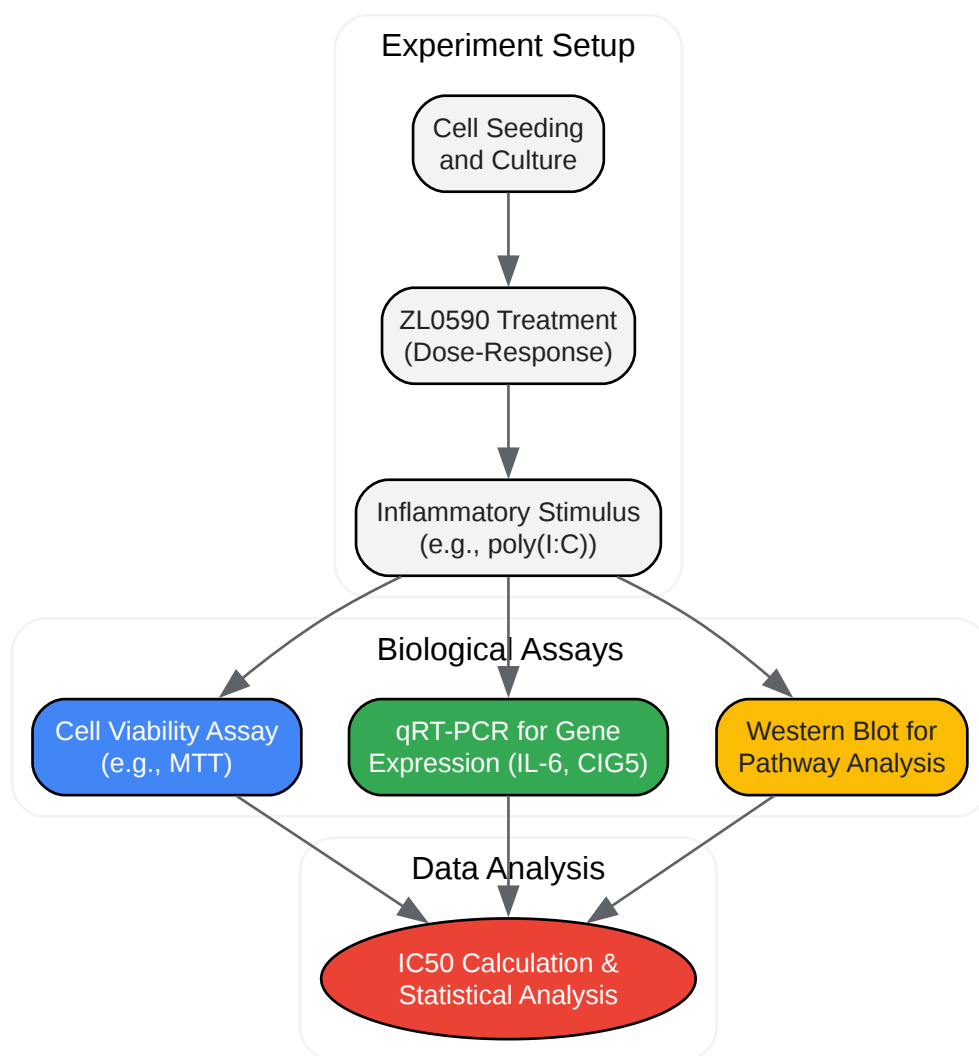 Experiment Setup
Cell Seeding
and Culture
ZL0590 Treatment
(Dose-Response)
Inflammatory Stimulus
(e.g., poly(I:C))
Biological Assays
Cell Viability Assay
(e.g., MTT)
qRT-PCR for Gene
Expression (IL-6, CIG5)
Western Blot for
Pathway Analysis
Data Analysis
IC50 Calculation &
Statistical Analysis